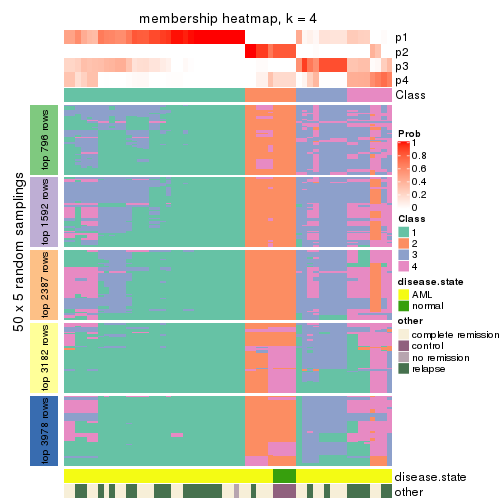 membership heatmap, k = 4
p1
p2
p3
p4
Class
50 x 5 random samplings
top 796 rows
top 1592 rows
top 2387 rows
top 3182 rows
top 3978 rows
Prob
1
0.8
0.6
0.4
0.2
0
Class
1
2
3
4
disease.state
AML
normal
other
complete remission
control
no remission
relapse
disease.state
other